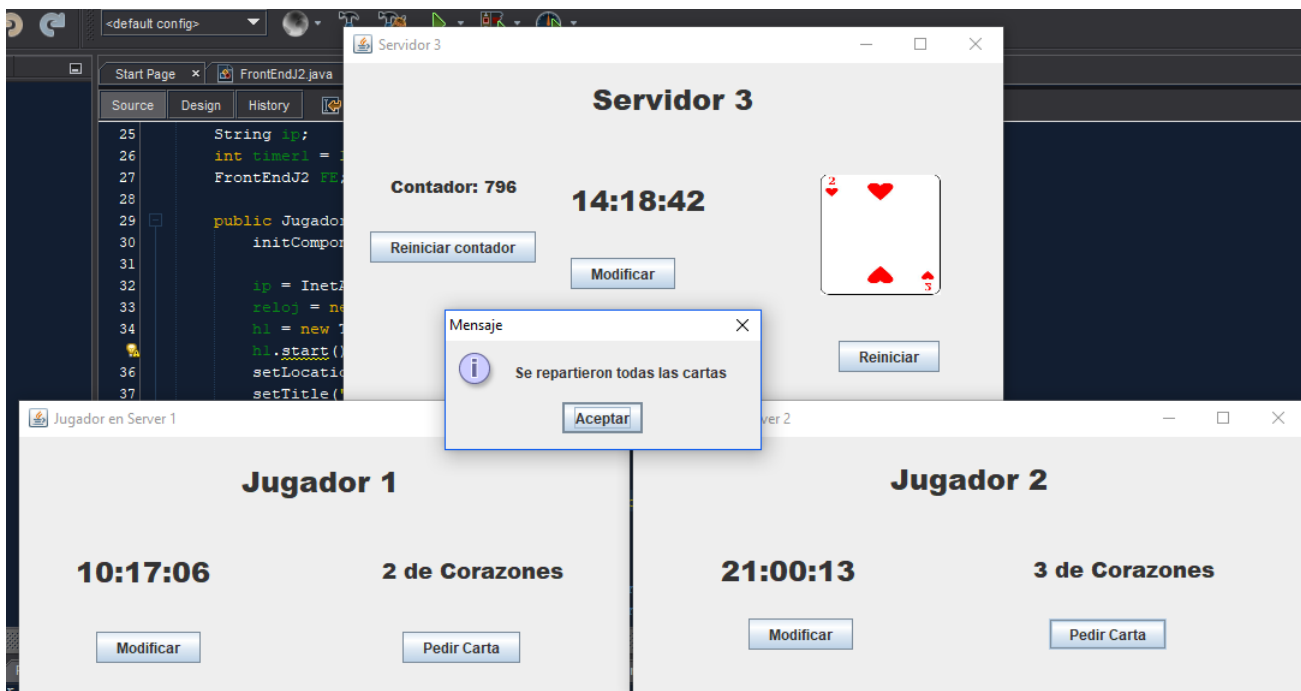 <default config>
Servidor 3
Start Page
FrontEndJ2.java
Source Design History
25 String ip;
26 int timer1 =
27 FrontEndJ2 FE;
28
29 public Jugador
30 initCompon
31
32 ip = InetA
33 reloj = ne
34 hl = new T
hl.start()
36 setLocatio
37 setTitle("
Servidor 3
Contador: 796
14:18:42
2
2
Reiniciar contador
Modificar
Reiniciar
Mensaje
Se repartieron todas las cartas
Aceptar
Jugador en Server 1
ver 2
Jugador 1
Jugador 2
10:17:06
2 de Corazones
21:00:13
3 de Corazones
Modificar
Pedir Carta
Modificar
Pedir Carta